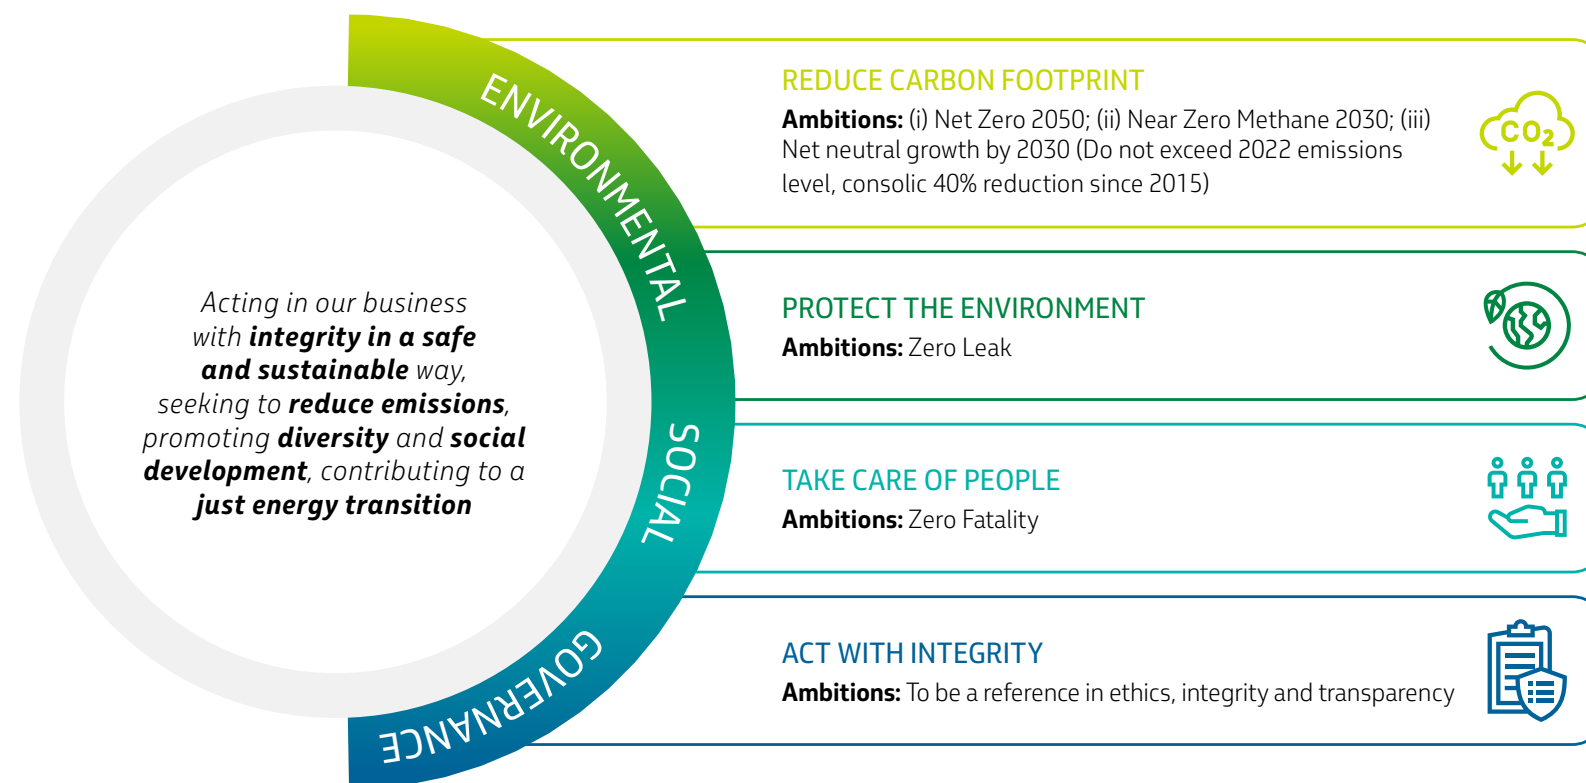 ENVIRONMENTAL
SOCIAL
GOVERNANCE
Acting in our business
with integrity in a safe
and sustainable way,
seeking to reduce emissions,
promoting diversity and social
development, contributing to a
just energy transition
REDUCE CARBON FOOTPRINT
Ambitions: (i) Net Zero 2050; (ii) Near Zero Methane 2030; (iii)
Net neutral growth by 2030 (Do not exceed 2022 emissions
level, consolic 40% reduction since 2015)
CO₂
PROTECT THE ENVIRONMENT
Ambitions: Zero Leak
TAKE CARE OF PEOPLE
Ambitions: Zero Fatality
ACT WITH INTEGRITY
Ambitions: To be a reference in ethics, integrity and transparency